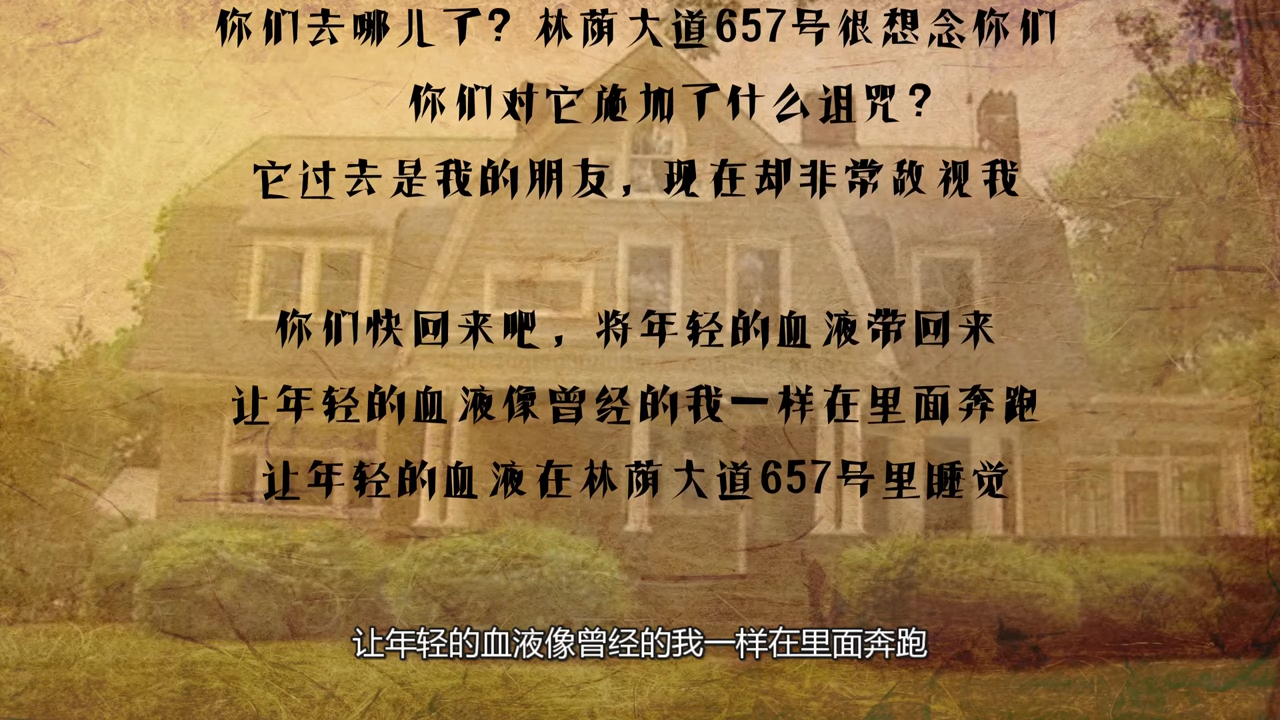 你们去哪儿了？林荫大道657号很想念你们
你们对它施加了什么诅咒？
它过去是我的朋友，现在却非常敌视我
你们快回来吧，将年轻的血液带回来
让年轻的血液像曾经的我一样在里面奔跑
让年轻的血液在林荫大道657号里睡觉
让年轻的血液像曾经的我一样在里面奔跑